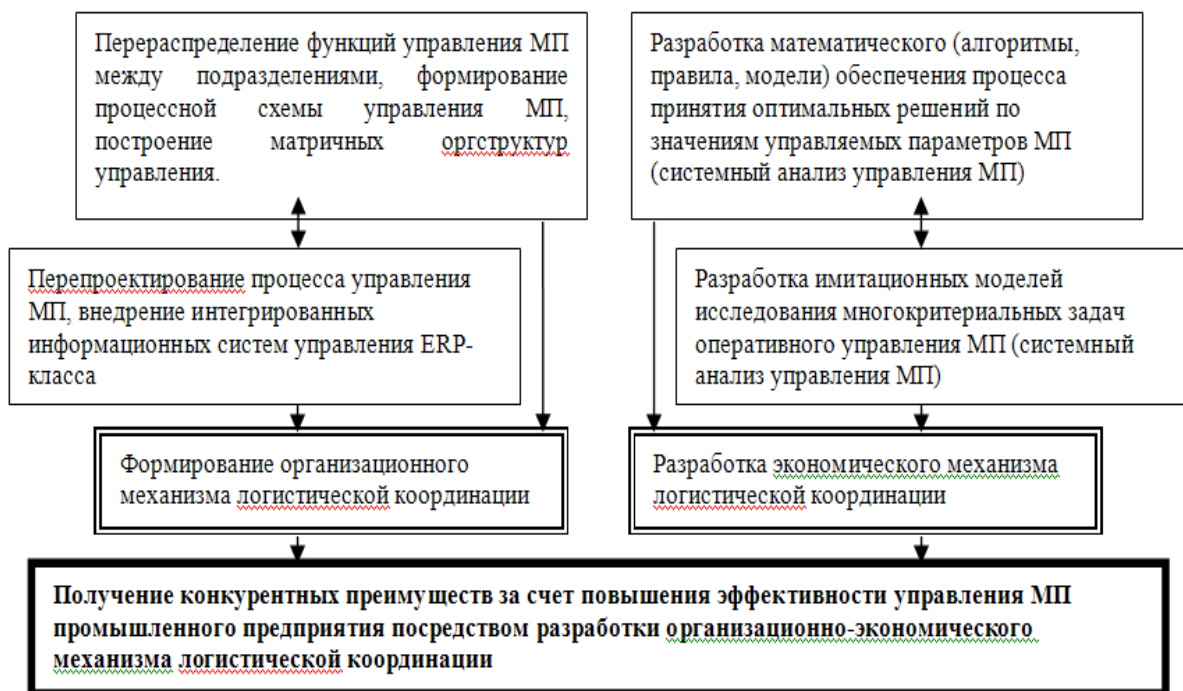 Перераспределение функций управления МП
между подразделениями, формирование
процессной схемы управления МП,
построение матричных оргструктур
управления.
Разработка математического (алгоритмы,
правила, модели) обеспечения процесса
принятия оптимальных решений по
значениям управляемых параметров МП
(системный анализ управления МП)
Перепроектирование процесса управления
МП, внедрение интегрированных
информационных систем управления ERP-
класса
Разработка имитационных моделей
исследования многокритериальных задач
оперативного управления МП (системный
анализ управления МП)
Формирование организационного
механизма логистической координации
Разработка экономического механизма
логистической координации
Получение конкурентных преимуществ за счет повышения эффективности управления МП
промышленного предприятия посредством разработки организационно-экономического
механизма логистической координации